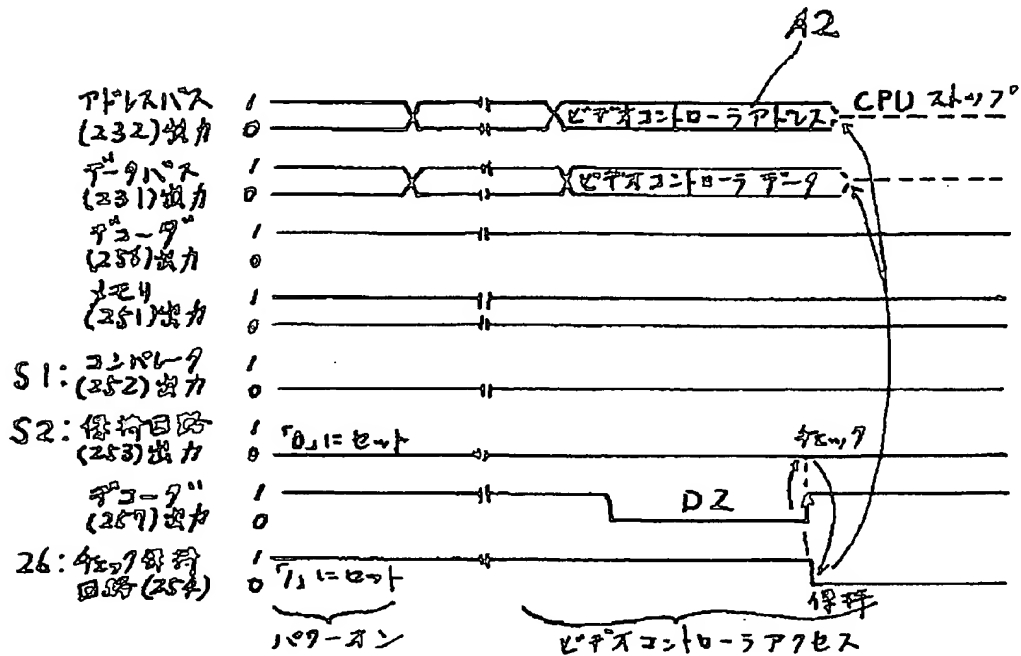 A2
アドレスバス 1
(232)出力 0
ビデオコントローラアドレス
CPUストップ
データバス 1
(231)出力 0
ビデオコントローラデータ
デコーダ 1
(256)出力 0
メモリ 1
(251)出力 0
S1: コンパレータ 1
(252)出力 0
S2: 保持回路 1
(253)出力 0
「0」にセット
チェック
デコーダ 1
(257)出力 0
D2
26: チェック保持 1
回路(254) 0
「1」にセット
保持
パワーオン
ビデオコントローラアクセス